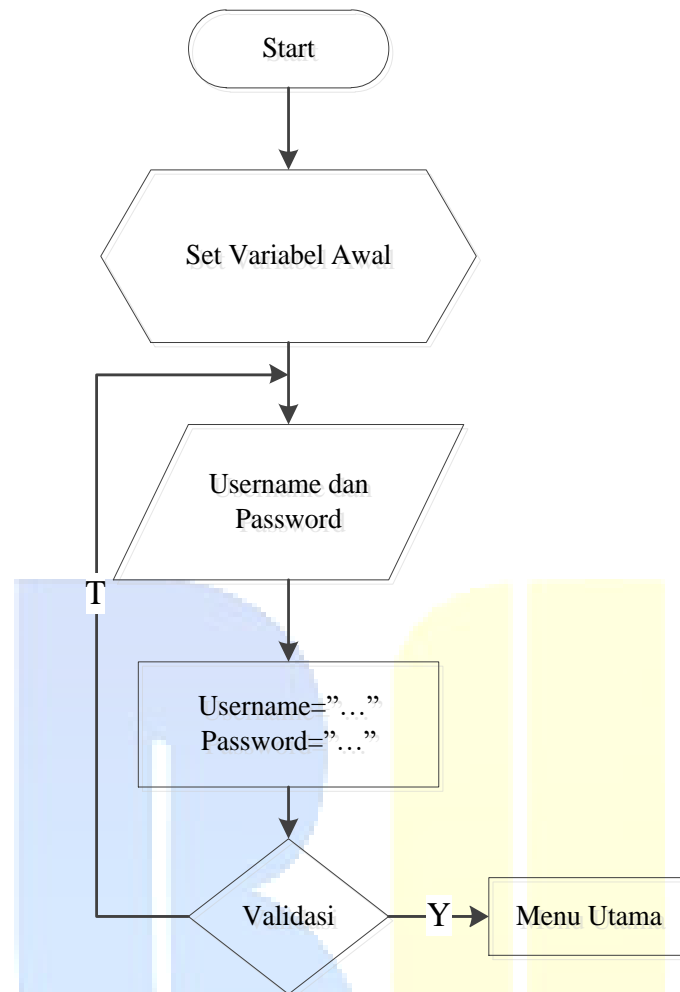 Start
Set Variabel Awal
Username dan
Password
T
Username=”…”
Password=”…”
Validasi
Y
Menu Utama